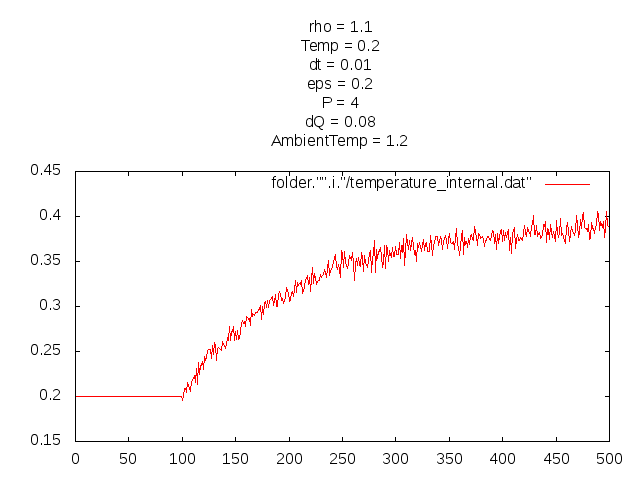 rho = 1.1
Temp = 0.2
dt = 0.01
eps = 0.2
P = 4
dQ = 0.08
AmbientTemp = 1.2
folder."".i."/temperature_internal.dat"
0.45
0.4
0.35
0.3
0.25
0.2
0.15
0 50 100 150 200 250 300 350 400 450 500